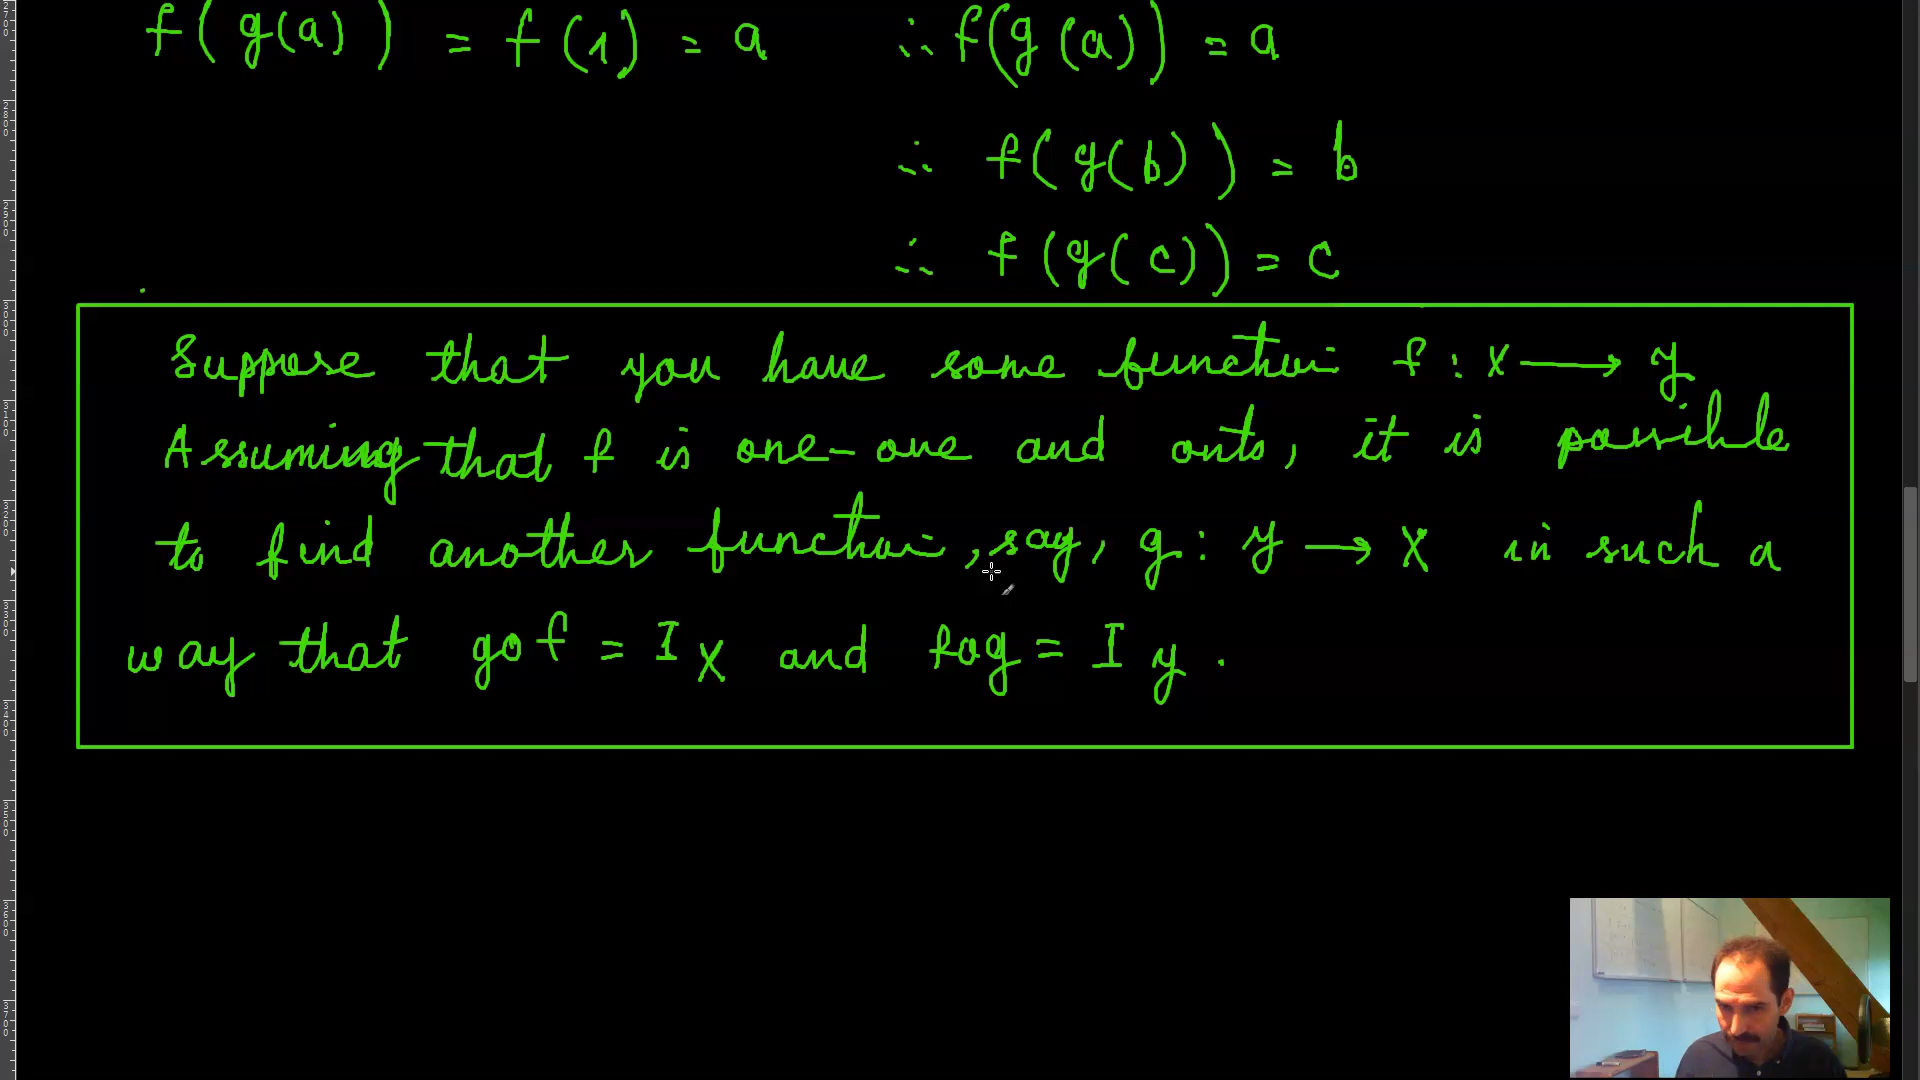 f(g(a)) = f(1) = a ∴ f(g(a)) = a
∴ f(g(b)) = b
∴ f(g(c)) = c
Suppose that you have some function f : X → y
Assuming that f is one-one and onto, it is possible
to find another function, say, g : y → X in such a
way that gof = I X and fog = I y .